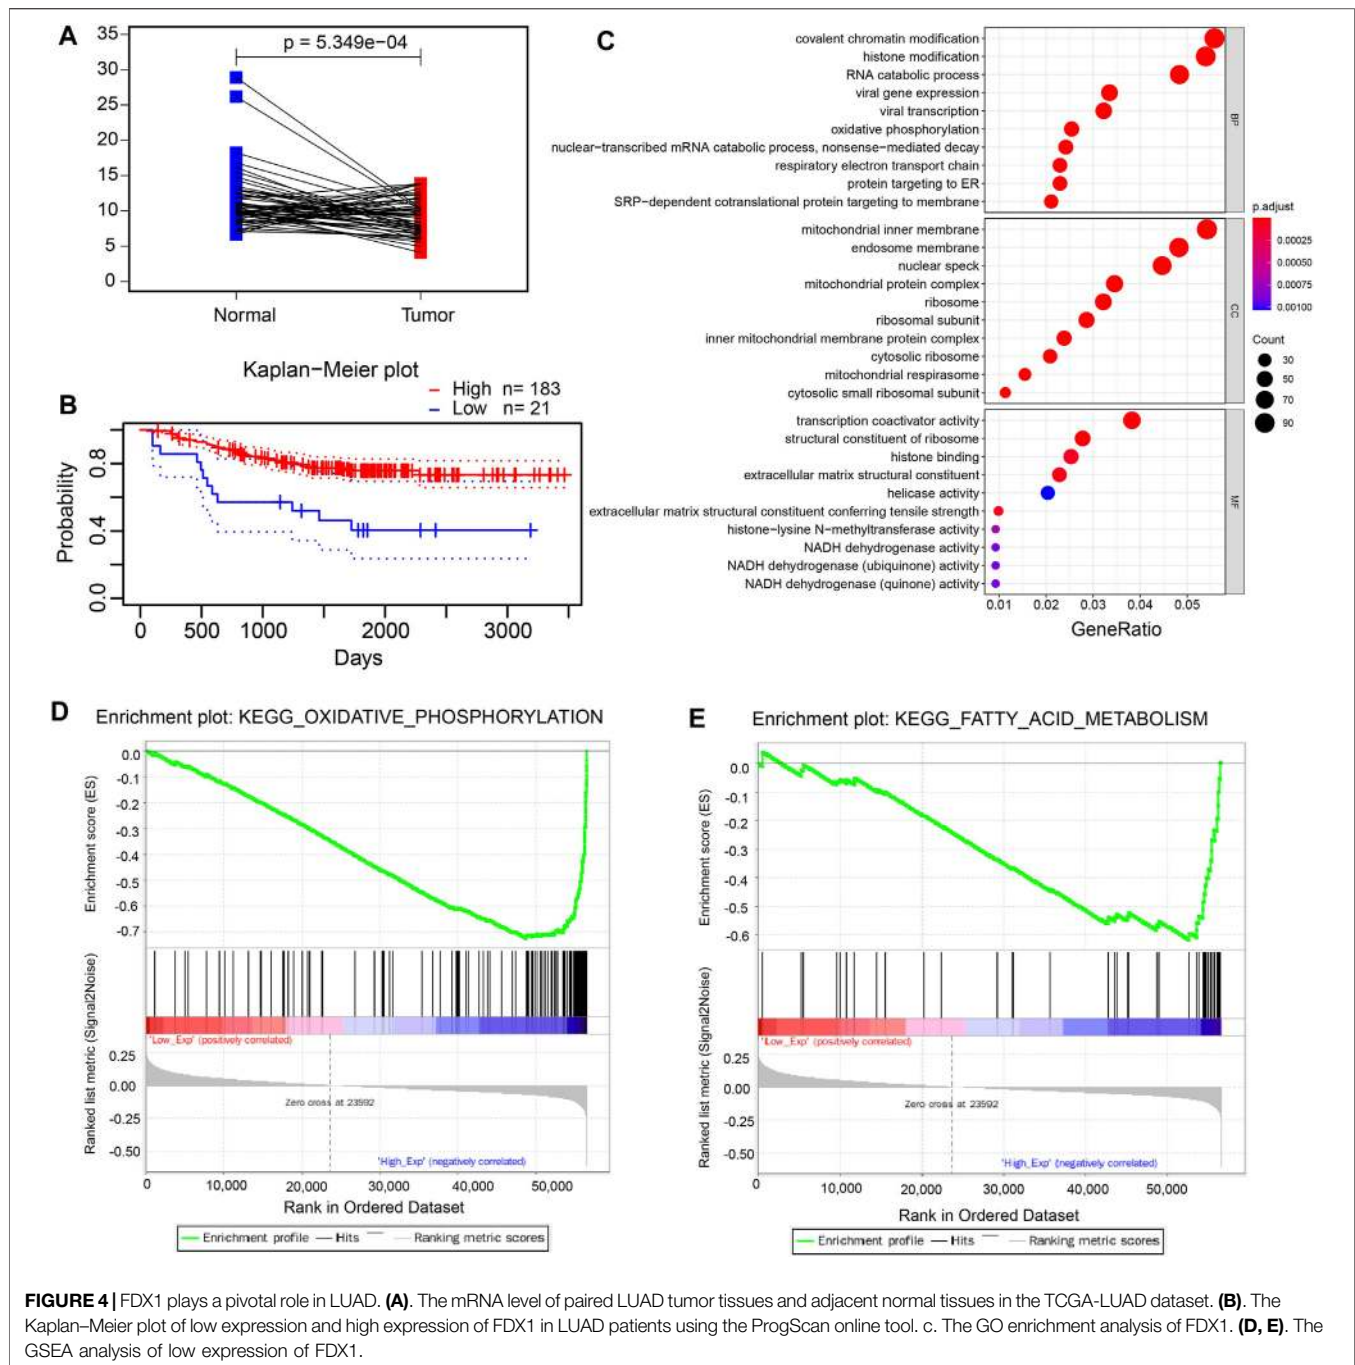 A
35
30
25
20
15
10
5
0
p = 5.349e−04
Normal
Tumor
B
Kaplan−Meier plot
High n= 183
Low n= 21
Probability
0.8
0.4
0.0
0
500
1000
2000
3000
Days
C
covalent chromatin modification
histone modification
RNA catabolic process
viral gene expression
viral transcription
oxidative phosphorylation
nuclear−transcribed mRNA catabolic process, nonsense−mediated decay
respiratory electron transport chain
protein targeting to ER
SRP−dependent cotranslational protein targeting to membrane
BP
mitochondrial inner membrane
endosome membrane
nuclear speck
mitochondrial protein complex
ribosome
ribosomal subunit
inner mitochondrial membrane protein complex
cytosolic ribosome
mitochondrial respirasome
cytosolic small ribosomal subunit
CC
transcription coactivator activity
structural constituent of ribosome
histone binding
extracellular matrix structural constituent
helicase activity
extracellular matrix structural constituent conferring tensile strength
histone−lysine N−methyltransferase activity
NADH dehydrogenase activity
NADH dehydrogenase (ubiquinone) activity
NADH dehydrogenase (quinone) activity
MF
0.01
0.02
0.03
0.04
0.05
GeneRatio
p.adjust
0.00025
0.00050
0.00075
0.00100
Count
30
50
70
90
D
Enrichment plot: KEGG_OXIDATIVE_PHOSPHORYLATION
Enrichment score (ES)
0.0
-0.1
-0.2
-0.3
-0.4
-0.5
-0.6
-0.7
Ranked list metric (Signal2Noise)
'Low_Exp' (positively correlated)
0.25
0.00
-0.25
-0.50
Zero cross at 23592
'High_Exp' (negatively correlated)
0
10,000
20,000
30,000
40,000
50,000
Rank in Ordered Dataset
Enrichment profile
Hits
Ranking metric scores
E
Enrichment plot: KEGG_FATTY_ACID_METABOLISM
Enrichment score (ES)
0.0
-0.1
-0.2
-0.3
-0.4
-0.5
-0.6
Ranked list metric (Signal2Noise)
'Low_Exp' (positively correlated)
0.25
0.00
-0.25
-0.50
Zero cross at 23592
'High_Exp' (negatively correlated)
0
10,000
20,000
30,000
40,000
50,000
Rank in Ordered Dataset
Enrichment profile
Hits
Ranking metric scores
FIGURE 4 | FDX1 plays a pivotal role in LUAD. (A). The mRNA level of paired LUAD tumor tissues and adjacent normal tissues in the TCGA-LUAD dataset. (B). The
Kaplan–Meier plot of low expression and high expression of FDX1 in LUAD patients using the ProgScan online tool. c. The GO enrichment analysis of FDX1. (D, E). The
GSEA analysis of low expression of FDX1.